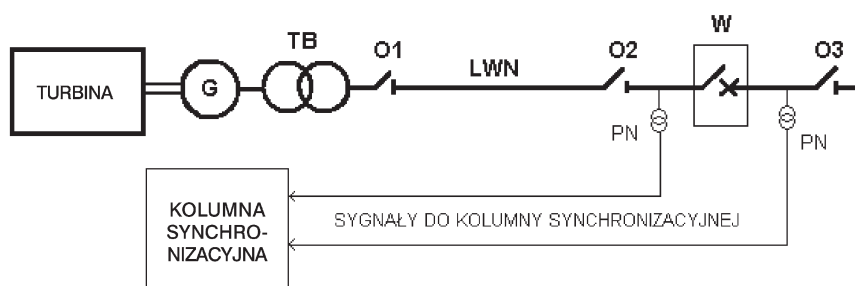 TB
O1
LWN
O2
W
O3
TURBINA
G
PN
PN
KOLUMNA
SYNCHRO-
NIZACYJNA
SYGNAŁY DO KOLUMNY SYNCHRONIZACYJNEJ